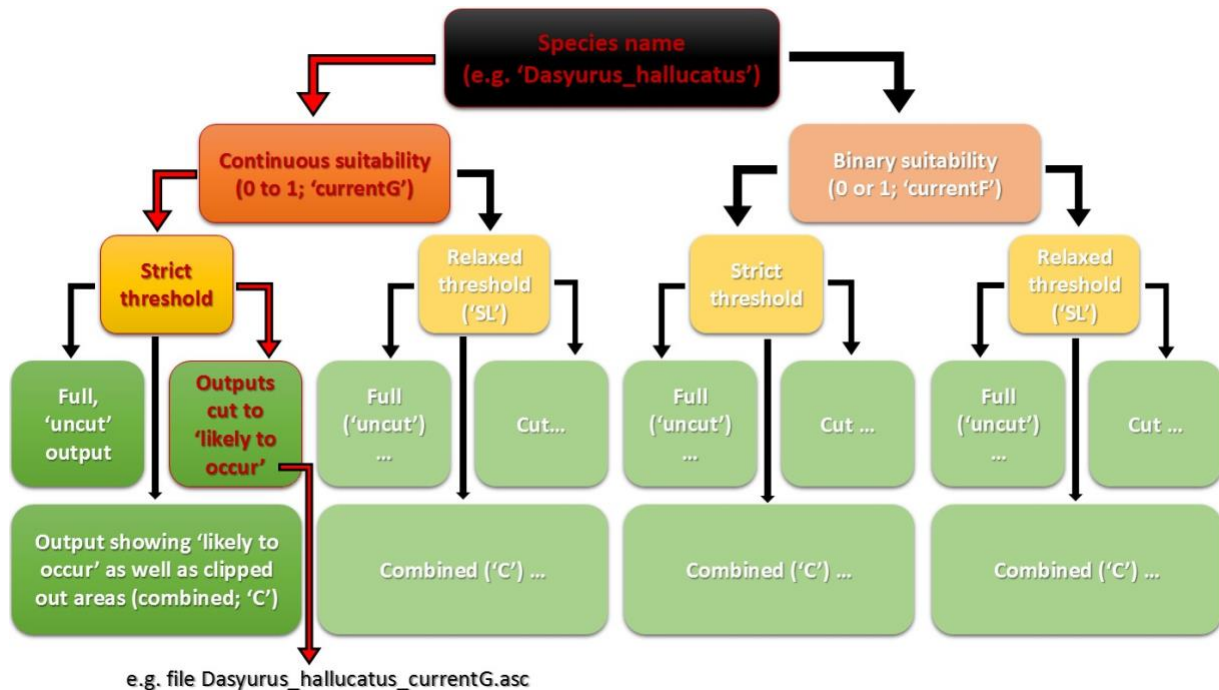 Species name
(e.g. ‘Dasyurus_hallucatus’)
Continuous suitability
(0 to 1; ‘currentG’)
Binary suitability
(0 or 1; ‘currentF’)
Strict
threshold
Relaxed
threshold
(‘SL’)
Strict
threshold
Relaxed
threshold
(‘SL’)
Full,
‘uncut’
output
Outputs
cut to
‘likely to
occur’
Full
(‘uncut’)
...
Cut...
Full
(‘uncut’)
...
Cut ...
Full
(‘uncut’)
...
Cut ...
Output showing ‘likely to
occur’ as well as clipped
out areas (combined; ‘C’)
Combined (‘C’) ...
Combined (‘C’) ...
Combined (‘C’) ...
e.g. file Dasyurus_hallucatus_currentG.asc